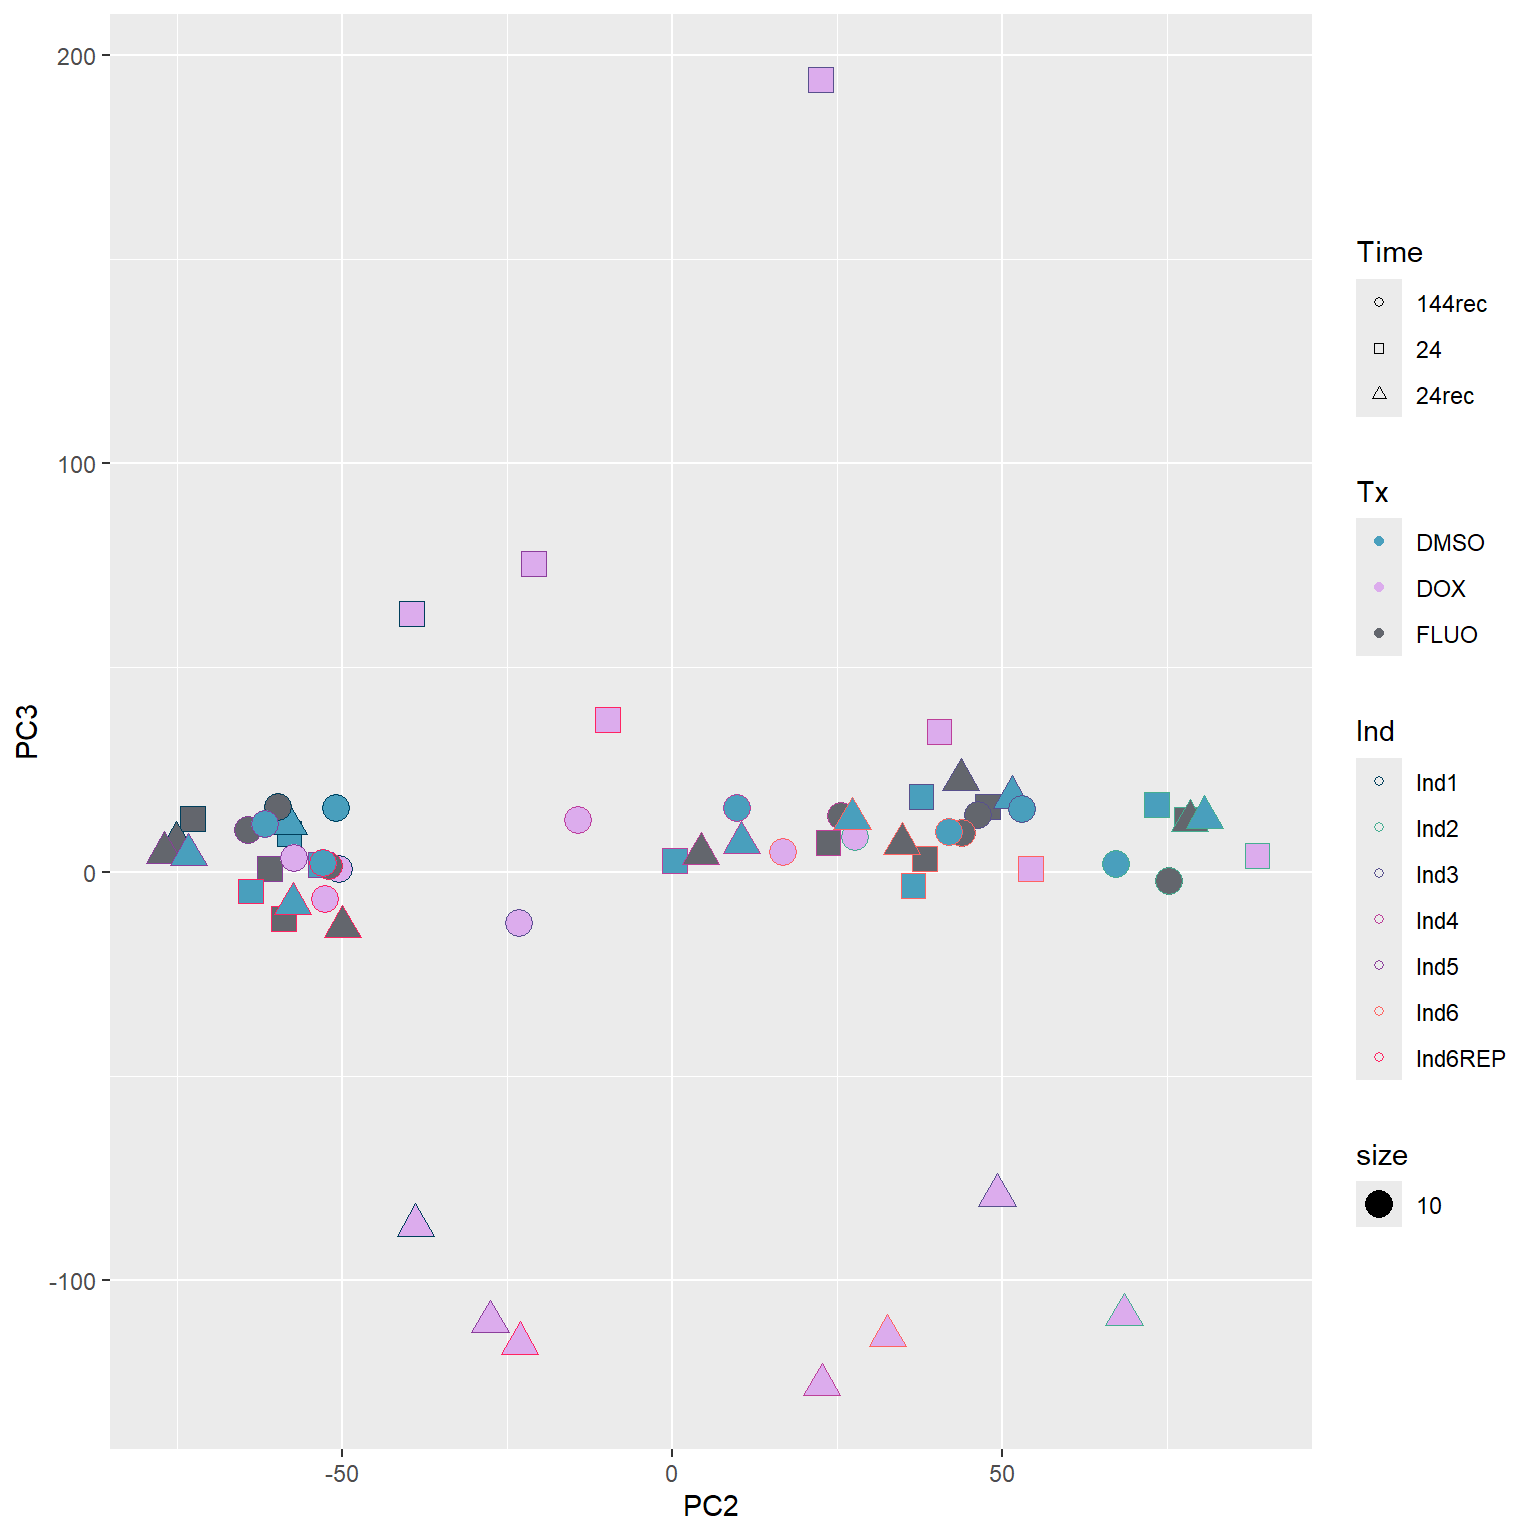 200
100
0
-100
PC3
-50
0
50
PC2
Time
144rec
24
24rec
Tx
DMSO
DOX
FLUO
Ind
Ind1
Ind2
Ind3
Ind4
Ind5
Ind6
Ind6REP
size
10